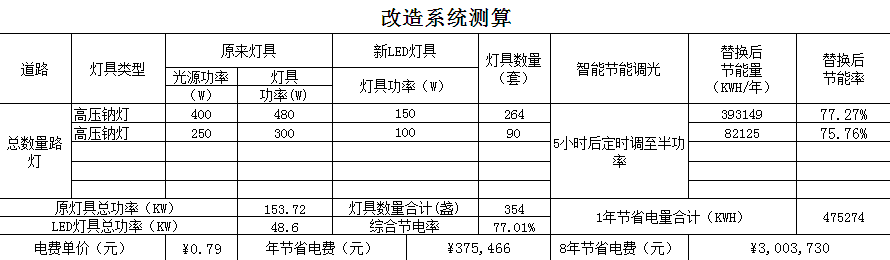 改造系统测算
道路 灯具类型 原来灯具 新LED灯具 灯具数量(套) 智能节能调光 替换后节能量(KWH/年) 替换后节能率
光源功率(W) 灯具功率(W) 灯具功率(W)
总数量路灯 高压钠灯 400 480 150 264 5小时后定时调至半功率 393149 77.27%
高压钠灯 250 300 100 90 82125 75.76%
原灯具总功率(KW) 153.72 灯具数量合计(盏) 354 1年节省电量合计(KWH) 475274
LED灯具总功率(KW) 48.6 综合节电率 77.01%
电费单价(元) ¥0.79 年节省电费(元) ¥375,466 8年节省电费(元) ¥3,003,730